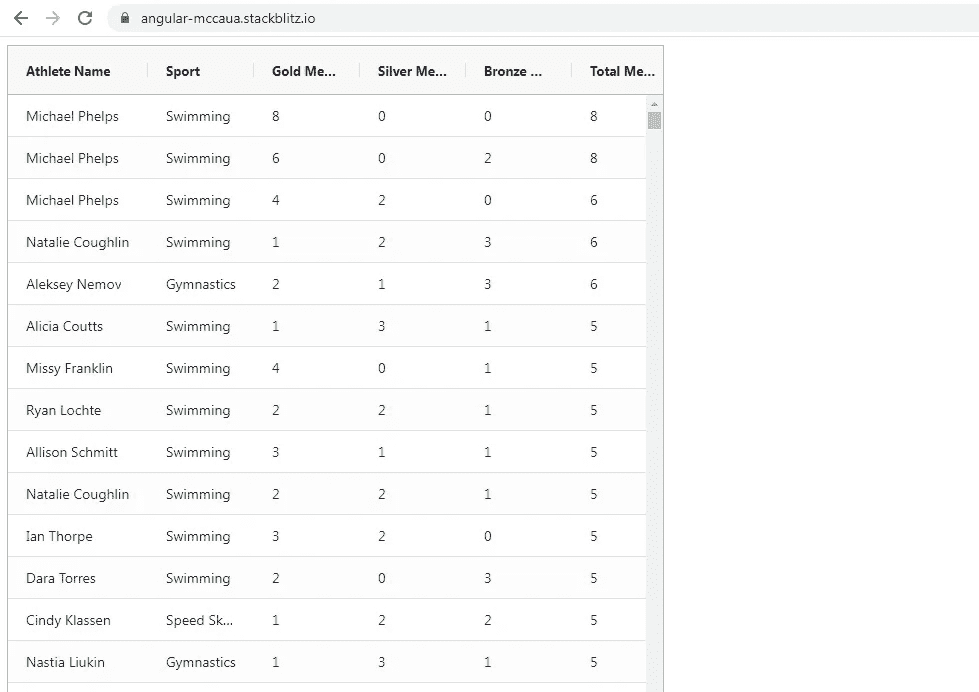 angular-mccaua.stackblitz.io
Athlete Name Sport Gold Me... Silver Me... Bronze ... Total Me...
Michael Phelps Swimming 8 0 0 8
Michael Phelps Swimming 6 0 2 8
Michael Phelps Swimming 4 2 0 6
Natalie Coughlin Swimming 1 2 3 6
Aleksey Nemov Gymnastics 2 1 3 6
Alicia Coutts Swimming 1 3 1 5
Missy Franklin Swimming 4 0 1 5
Ryan Lochte Swimming 2 2 1 5
Allison Schmitt Swimming 3 1 1 5
Natalie Coughlin Swimming 2 2 1 5
Ian Thorpe Swimming 3 2 0 5
Dara Torres Swimming 2 0 3 5
Cindy Klassen Speed Sk... 1 2 2 5
Nastia Liukin Gymnastics 1 3 1 5